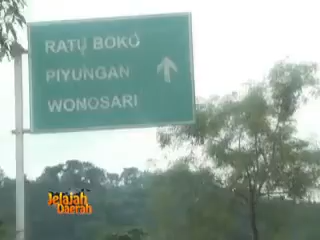 RATU BOKO
PIYUNGAN
WONOSARI
Jelajah
Daerah